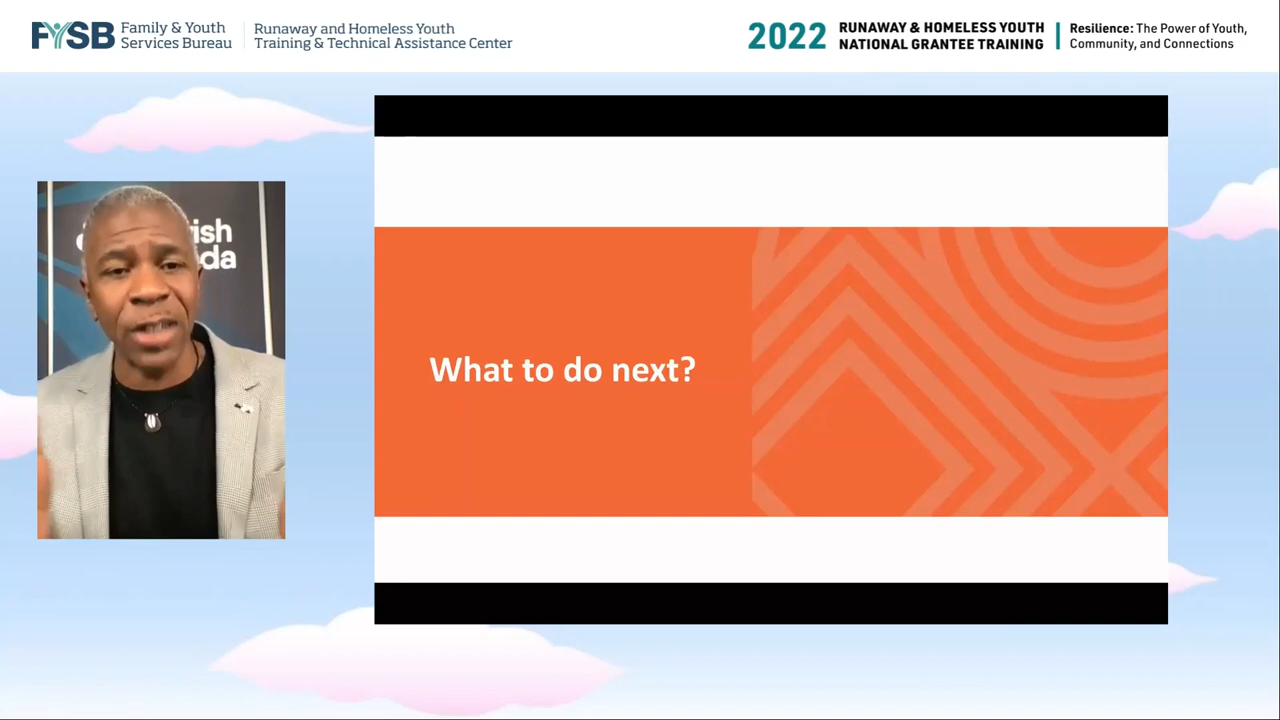 FYSB
Family & Youth
Services Bureau
Runaway and Homeless Youth
Training & Technical Assistance Center
2022
RUNAWAY & HOMELESS YOUTH
NATIONAL GRANTEE TRAINING
Resilience: The Power of Youth,
Community, and Connections
What to do next?